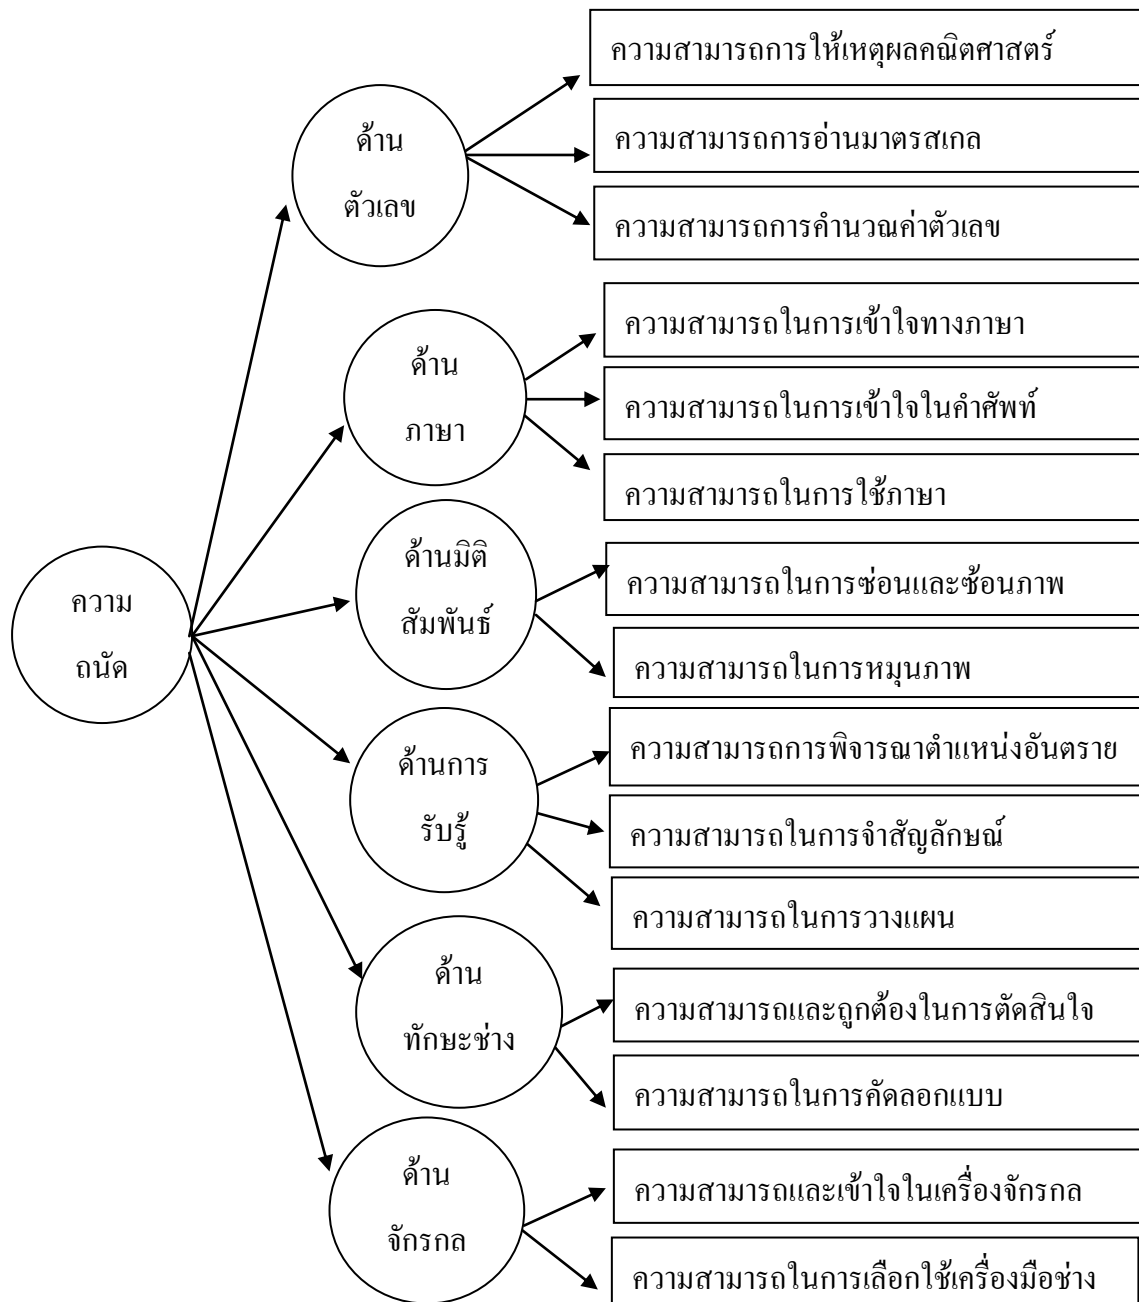 ความ
ถนัด
ด้าน
ตัวเลข
ความสามารถการให้เหตุผลคณิตศาสตร์
ความสามารถการอ่านมาตรสเกล
ความสามารถการคำนวณค่าตัวเลข
ด้าน
ภาษา
ความสามารถในการเข้าใจทางภาษา
ความสามารถในการเข้าใจในคำศัพท์
ความสามารถในการใช้ภาษา
ด้านมิติ
สัมพันธ์
ความสามารถในการซ่อนและซ้อนภาพ
ความสามารถในการหมุนภาพ
ด้านการ
รับรู้
ความสามารถการพิจารณาตำแหน่งอันตราย
ความสามารถในการจำสัญลักษณ์
ความสามารถในการวางแผน
ด้าน
ทักษะช่าง
ความสามารถและถูกต้องในการตัดสินใจ
ความสามารถในการคัดลอกแบบ
ด้าน
จักรกล
ความสามารถและเข้าใจในเครื่องจักรกล
ความสามารถในการเลือกใช้เครื่องมือช่าง